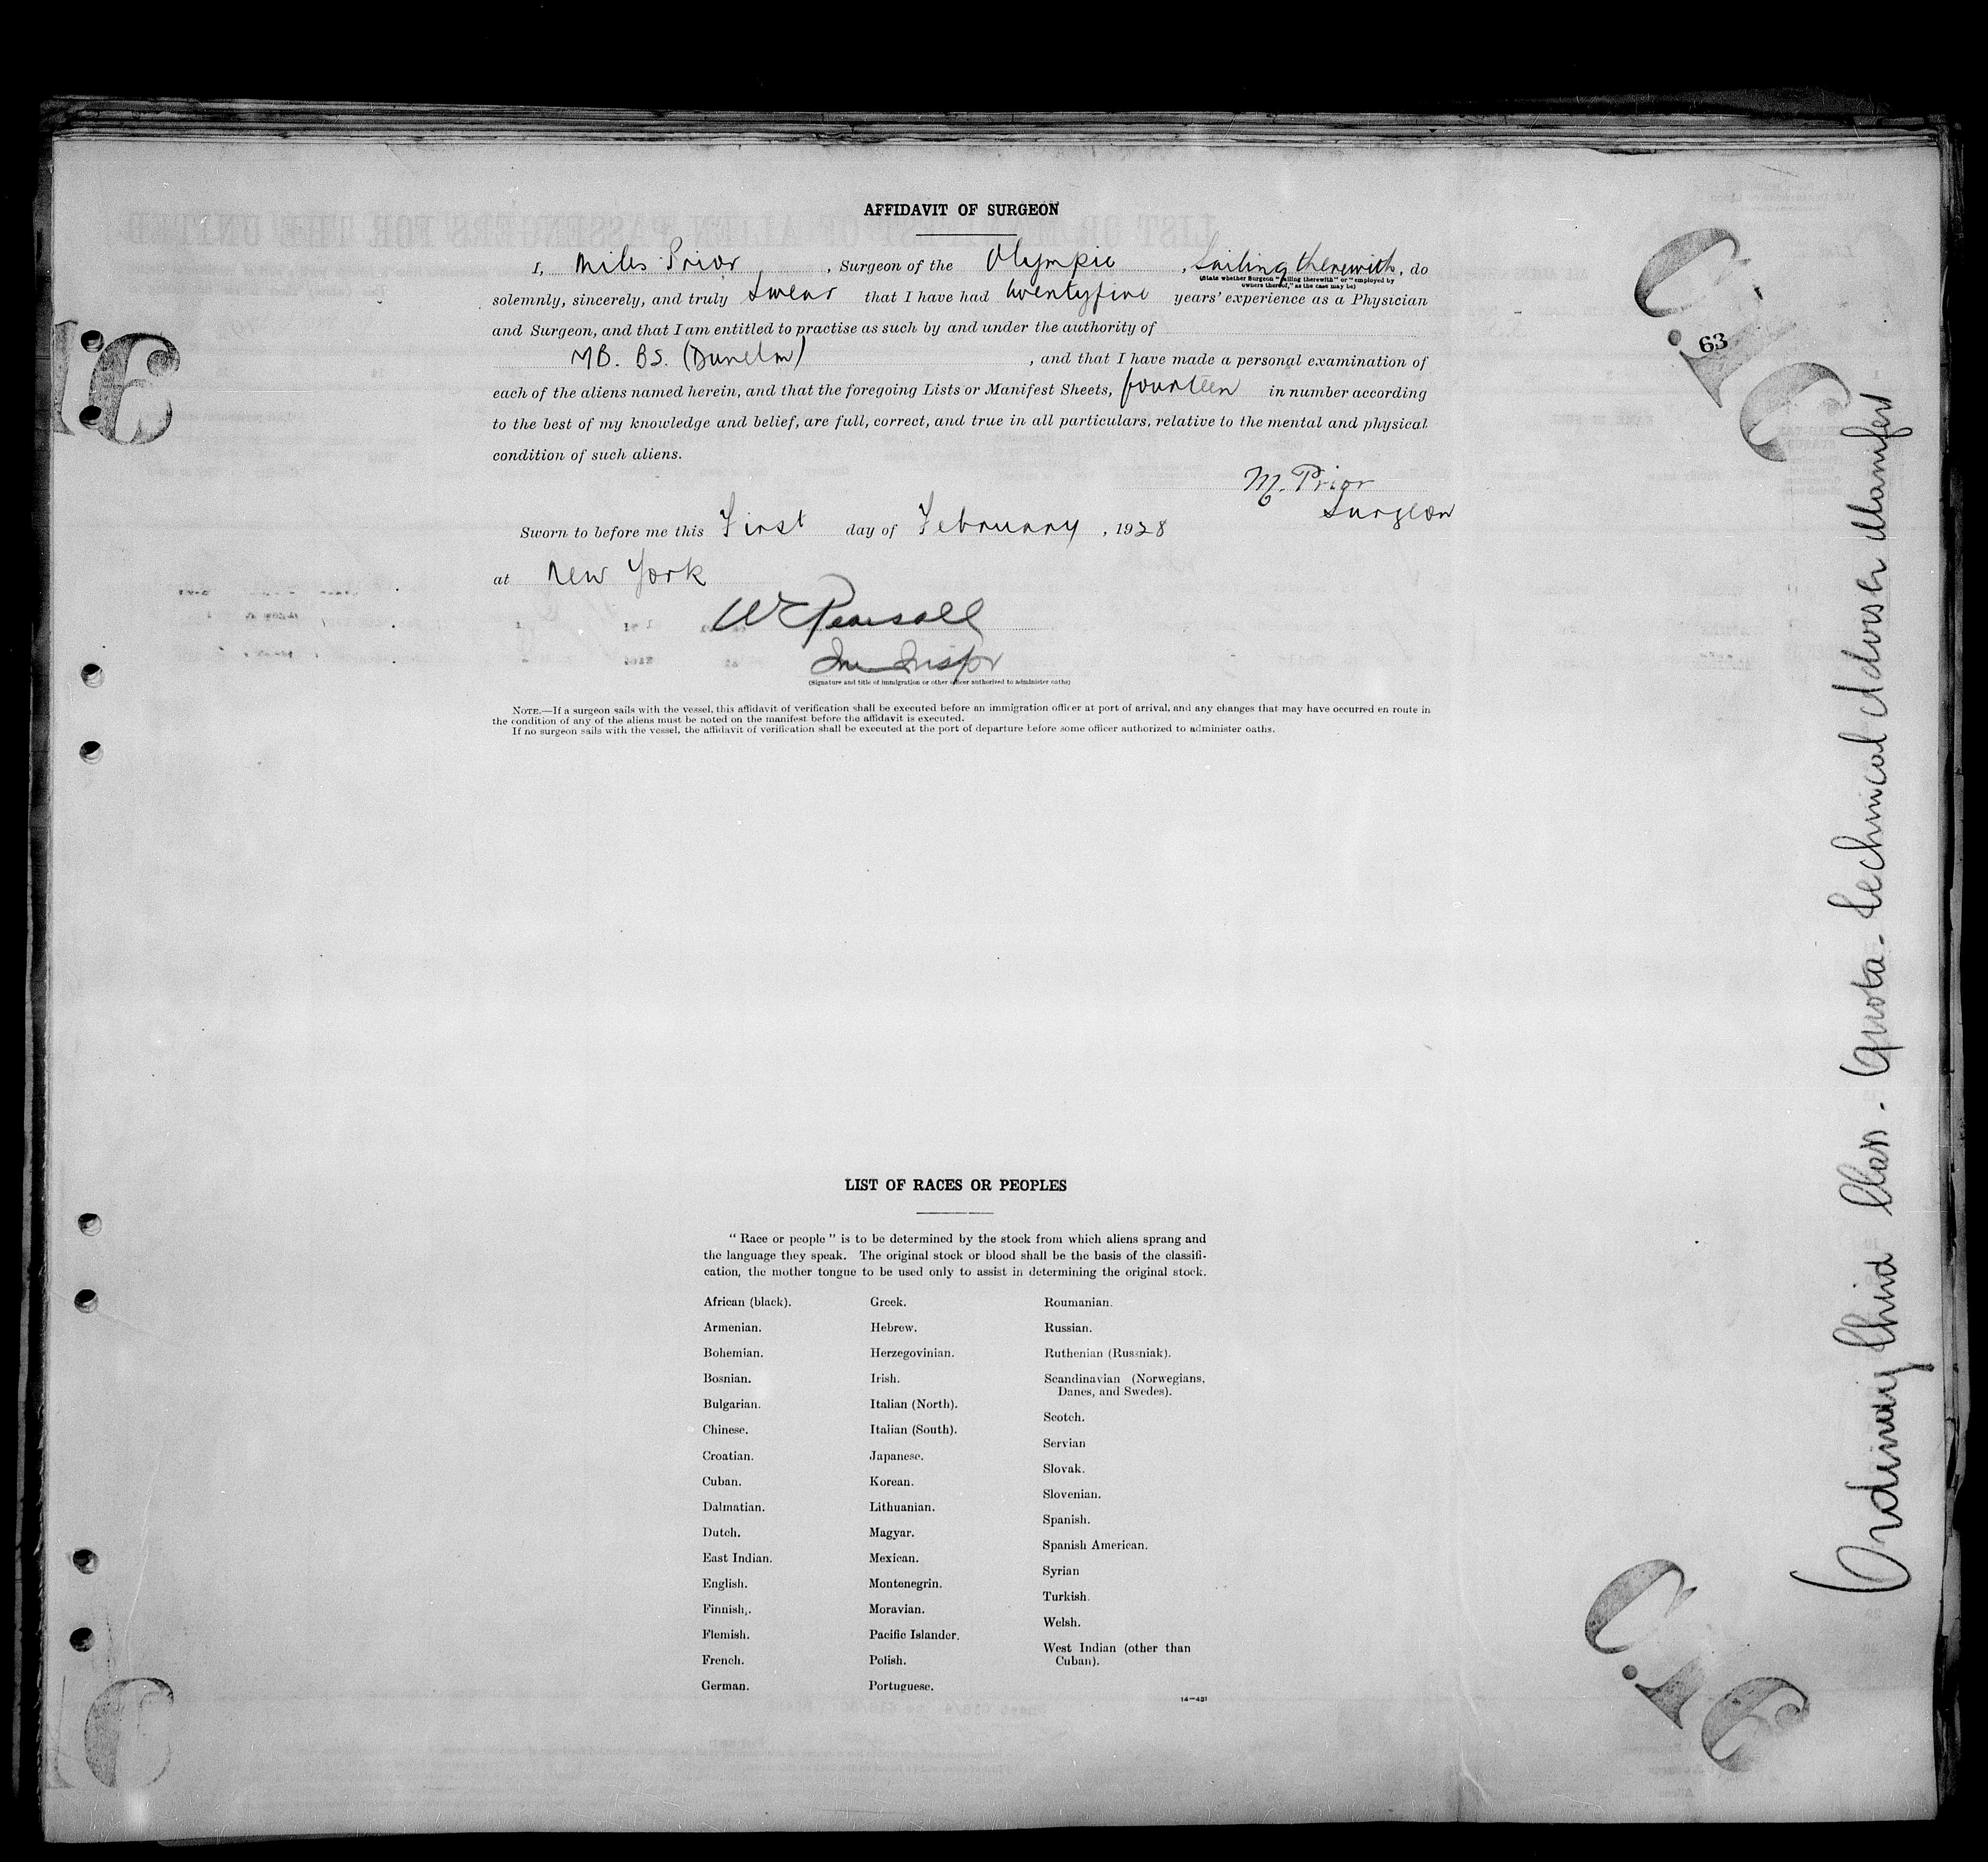 AFFIDAVIT OF SURGEON
I, Miles Prior, Surgeon of the Olympic, Sailing therewith, do
(State whether Surgeon "sailing therewith" or "employed by
owners thereof," as the case may be)
solemnly, sincerely, and truly Swear that I have had twentyfive years' experience as a Physician
and Surgeon, and that I am entitled to practise as such by and under the authority of
MB. BS. (Dunelm), and that I have made a personal examination of
each of the aliens named herein, and that the foregoing Lists or Manifest Sheets, fourteen in number according
to the best of my knowledge and belief, are full, correct, and true in all particulars, relative to the mental and physical
condition of such aliens.
M. Prior
Surgeon
Sworn to before me this First day of February, 1928
at New York
W Pearsall
Im Inspr
(Signature and title of immigration or other officer authorized to administer oaths)
NOTE.—If a surgeon sails with the vessel, this affidavit of verification shall be executed before an immigration officer at port of arrival, and any changes that may have occurred en route in
the condition of any of the aliens must be noted on the manifest before the affidavit is executed.
If no surgeon sails with the vessel, the affidavit of verification shall be executed at the port of departure before some officer authorized to administer oaths.
LIST OF RACES OR PEOPLES
" Race or people " is to be determined by the stock from which aliens sprang and
the language they speak. The original stock or blood shall be the basis of the classifi-
cation, the mother tongue to be used only to assist in determining the original stock.
African (black).
Armenian.
Bohemian.
Bosnian.
Bulgarian.
Chinese.
Croatian.
Cuban.
Dalmatian.
Dutch.
East Indian.
English.
Finnish.
Flemish.
French.
German.
Greek.
Hebrew.
Herzegovinian.
Irish.
Italian (North).
Italian (South).
Japanese.
Korean.
Lithuanian.
Magyar.
Mexican.
Montenegrin.
Moravian.
Pacific Islander.
Polish.
Portuguese.
Roumanian.
Russian.
Ruthenian (Russniak).
Scandinavian (Norwegians,
Danes, and Swedes).
Scotch.
Servian
Slovak.
Slovenian.
Spanish.
Spanish American.
Syrian
Turkish.
Welsh.
West Indian (other than
Cuban).
14—431
63
C.16
C.16
Ordinary Third Class. Quota. Technical Adviser Manifest